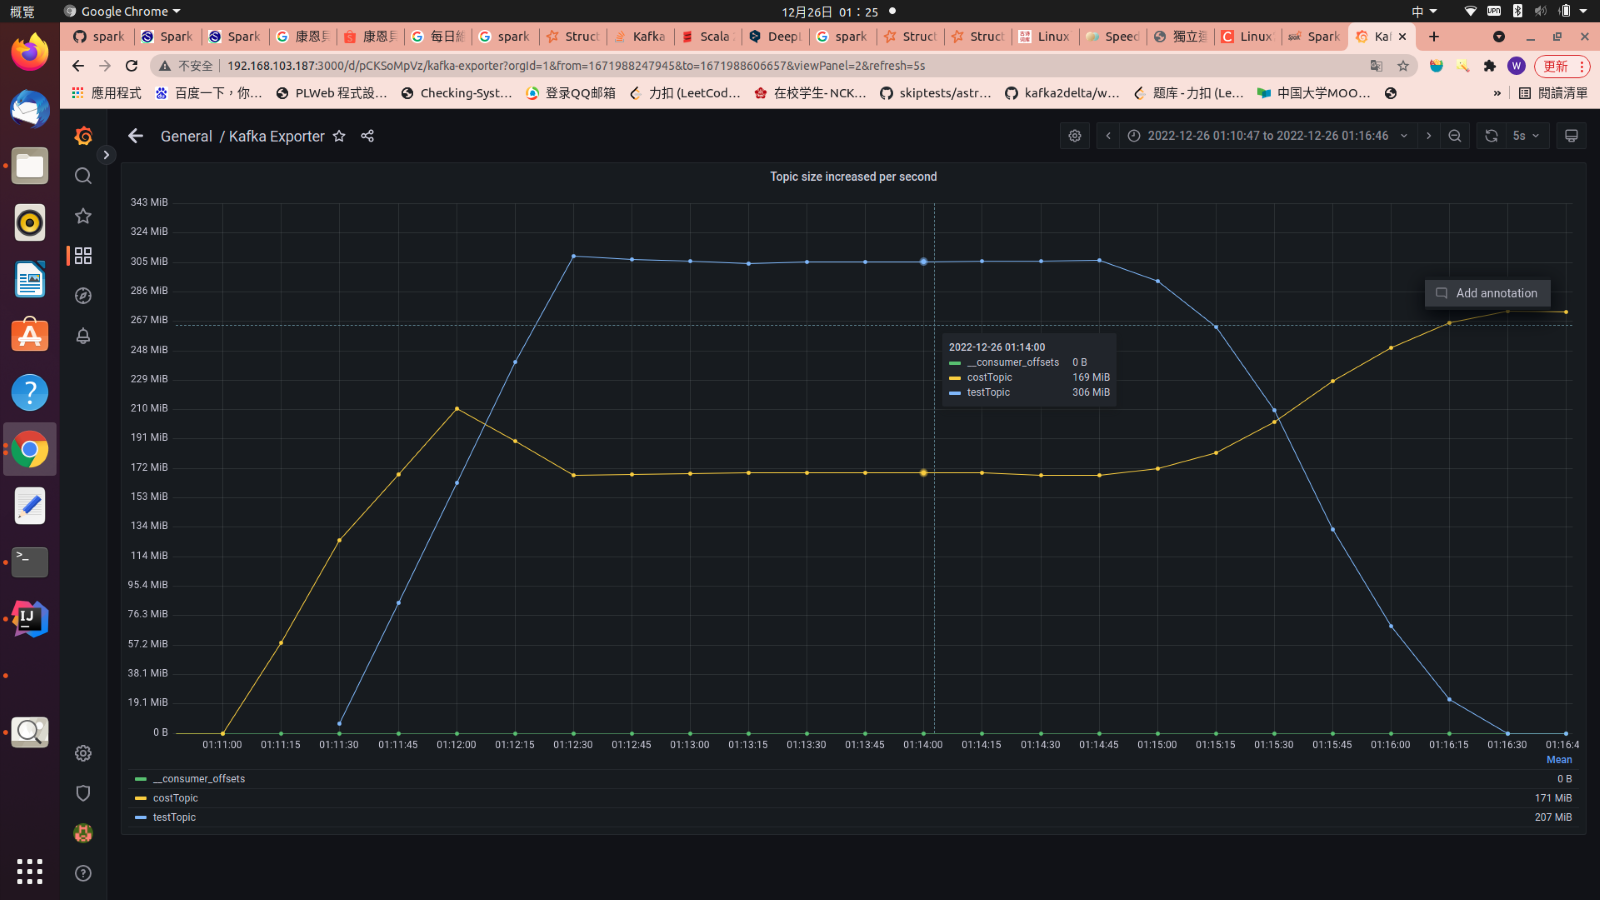 概覽
Google Chrome
12月26日 01：25
中
spark
Spark
Spark
康恩貝
康恩貝
每日經
spark
Struct
Kafka
Scala
DeepL
spark
Struct
Struct
Linux
Speed
獨立運
Linux
Spark
Kaf
不安全
192.168.103.187:3000/d/pCKSoMpVz/kafka-exporter?orgId=1&from=1671988247945&to=1671988606657&viewPanel=2&refresh=5s
W
更新
應用程式
百度一下，你…
PLWeb 程式設…
Checking-Syst…
登录QQ邮箱
力扣 (LeetCod…
在校学生- NCK…
skiptests/astr…
kafka2delta/w…
题库 - 力扣 (Le…
中国大学MOO…
»
閱讀清單
General / Kafka Exporter
2022-12-26 01:10:47 to 2022-12-26 01:16:46
5s
Topic size increased per second
343 MiB
324 MiB
305 MiB
286 MiB
267 MiB
248 MiB
229 MiB
210 MiB
191 MiB
172 MiB
153 MiB
134 MiB
114 MiB
95.4 MiB
76.3 MiB
57.2 MiB
38.1 MiB
19.1 MiB
0 B
Add annotation
2022-12-26 01:14:00
__consumer_offsets 0 B
costTopic 169 MiB
testTopic 306 MiB
01:11:00 01:11:15 01:11:30 01:11:45 01:12:00 01:12:15 01:12:30 01:12:45 01:13:00 01:13:15 01:13:30 01:13:45 01:14:00 01:14:15 01:14:30 01:14:45 01:15:00 01:15:15 01:15:30 01:15:45 01:16:00 01:16:15 01:16:30 01:16:4
Mean
__consumer_offsets 0 B
costTopic 171 MiB
testTopic 207 MiB